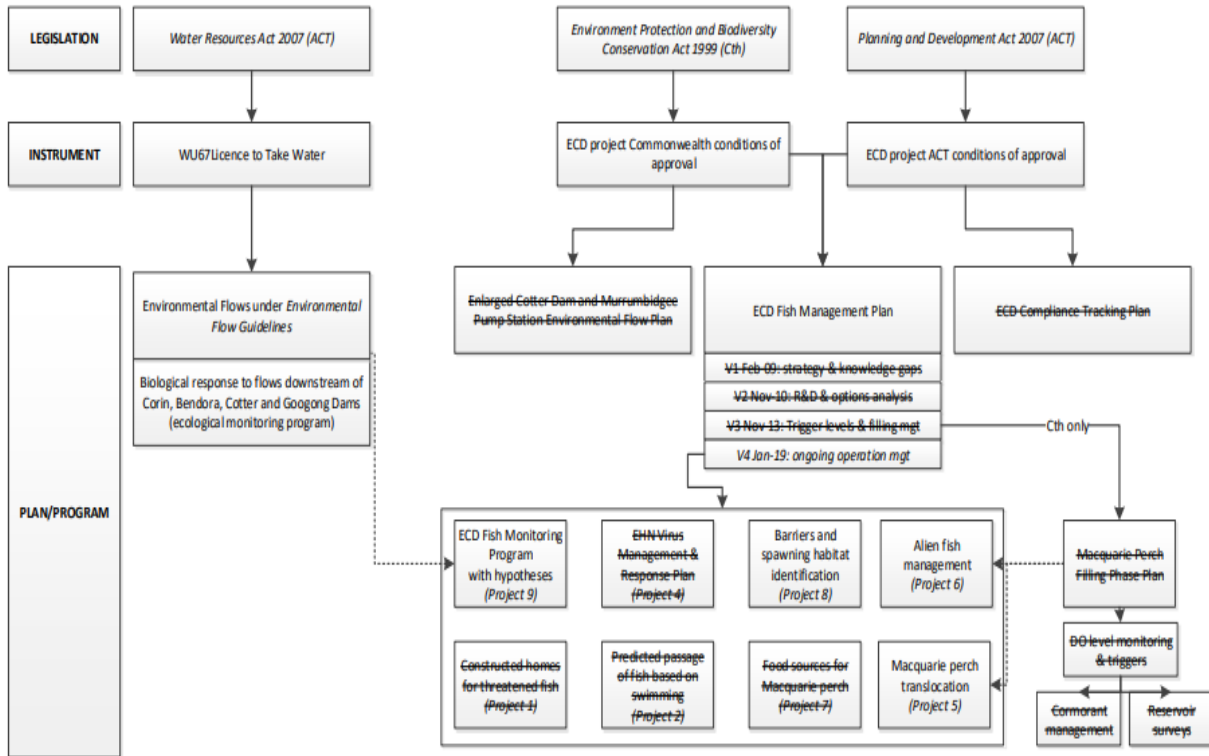 LEGISLATION
Water Resources Act 2007 (ACT)
Environment Protection and Biodiversity
Conservation Act 1999 (Cth)
Planning and Development Act 2007 (ACT)
INSTRUMENT
WU67Licence to Take Water
ECD project Commonwealth conditions of
approval
ECD project ACT conditions of approval
PLAN/PROGRAM
Environmental Flows under Environmental
Flow Guidelines
Biological response to flows downstream of
Corin, Bendora, Cotter and Googong Dams
(ecological monitoring program)
Enlarged Cotter Dam and Murrumbidgee
Pump Station Environmental Flow Plan
ECD Fish Management Plan
V1 Feb-09: strategy & knowledge gaps
V2 Nov-10: R&D & options analysis
V3 Nov-13: Trigger levels & filling mgt
V4 Jan-19: ongoing operation mgt
ECD Compliance Tracking Plan
Cth only
ECD Fish Monitoring
Program
with hypotheses
(Project 9)
EHN Virus
Management &
Response Plan
(Project 4)
Barriers and
spawning habitat
identification
(Project 8)
Alien fish
management
(Project 6)
Macquarie Perch
Filling Phase Plan
Constructed homes
for threatened fish
(Project 1)
Predicted passage
of fish based on
swimming
(Project 2)
Food sources for
Macquarie perch
(Project 7)
Macquarie perch
translocation
(Project 5)
DO level monitoring
& triggers
Cormorant
management
Reservoir
surveys